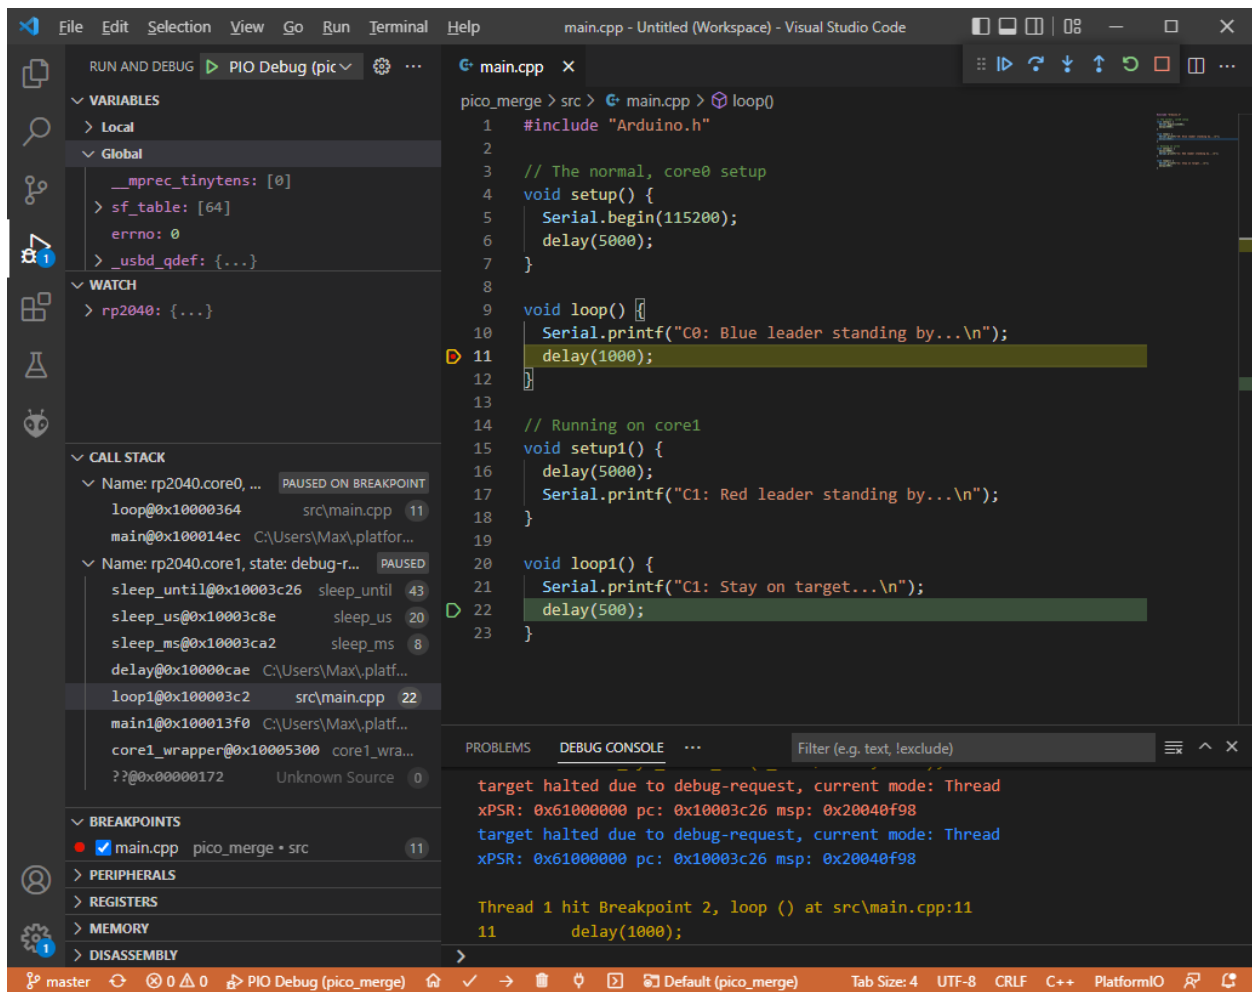 File Edit Selection View Go Run Terminal Help main.cpp - Untitled (Workspace) - Visual Studio Code
RUN AND DEBUG PIO Debug (pic
VARIABLES
Local
Global
__mprec_tinytens: [0]
sf_table: [64]
errno: 0
_usbd_qdef: {...}
WATCH
rp2040: {...}
CALL STACK
Name: rp2040.core0, ... PAUSED ON BREAKPOINT
loop@0x10000364 src\main.cpp 11
main@0x100014ec C:\Users\Max\.platfor...
Name: rp2040.core1, state: debug-r... PAUSED
sleep_until@0x10003c26 sleep_until 43
sleep_us@0x10003c8e sleep_us 20
sleep_ms@0x10003ca2 sleep_ms 8
delay@0x10000cae C:\Users\Max\.platf...
loop1@0x100003c2 src\main.cpp 22
main1@0x100013f0 C:\Users\Max\.platf...
core1_wrapper@0x10005300 core1_wra...
??@0x00000172 Unknown Source 0
BREAKPOINTS
main.cpp pico_merge • src 11
PERIPHERALS
REGISTERS
MEMORY
DISASSEMBLY
1
1
main.cpp
pico_merge > src > main.cpp > loop()
1 #include "Arduino.h"
2
3 // The normal, core0 setup
4 void setup() {
5 Serial.begin(115200);
6 delay(5000);
7 }
8
9 void loop() {
10 Serial.printf("C0: Blue leader standing by...\n");
11 delay(1000);
12 }
13
14 // Running on core1
15 void setup1() {
16 delay(5000);
17 Serial.printf("C1: Red leader standing by...\n");
18 }
19
20 void loop1() {
21 Serial.printf("C1: Stay on target...\n");
22 delay(500);
23 }
PROBLEMS DEBUG CONSOLE ... Filter (e.g. text, !exclude)
target halted due to debug-request, current mode: Thread
xPSR: 0x61000000 pc: 0x10003c26 msp: 0x20040f98
target halted due to debug-request, current mode: Thread
xPSR: 0x61000000 pc: 0x10003c26 msp: 0x20040f98
Thread 1 hit Breakpoint 2, loop () at src\main.cpp:11
11 delay(1000);
master 0 0 PIO Debug (pico_merge) Default (pico_merge) Tab Size: 4 UTF-8 CRLF C++ PlatformIO